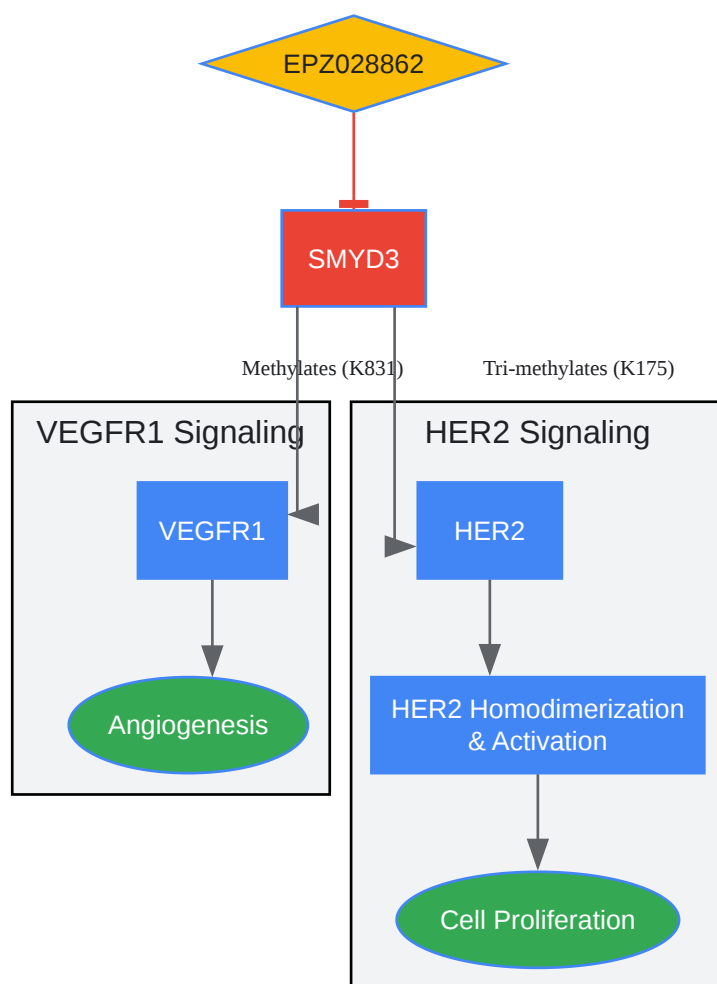 EPZ028862
SMYD3
Methylates (K831)
Tri-methylates (K175)
VEGFR1 Signaling
HER2 Signaling
VEGFR1
HER2
Angiogenesis
HER2 Homodimerization
& Activation
Cell Proliferation